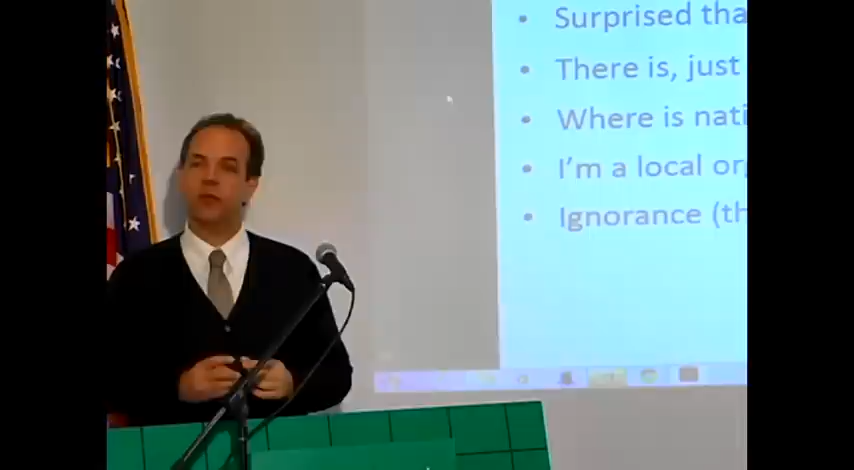 • Surprised tha
• There is, just
• Where is nati
• I'm a local or
• Ignorance (th